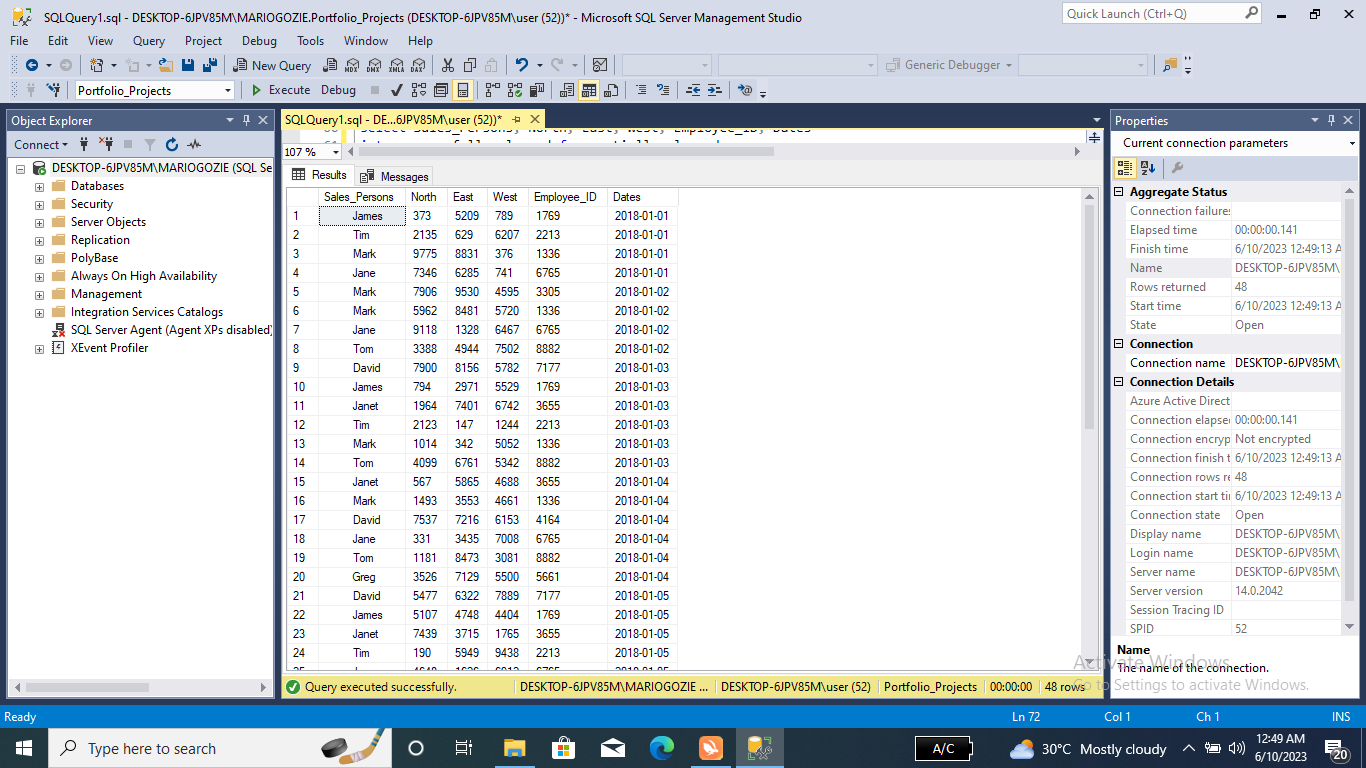 SQLQuery1.sql - DESKTOP-6JPV85M\MARIOGOZIE.Portfolio_Projects (DESKTOP-6JPV85M\user (52))* - Microsoft SQL Server Management Studio
Quick Launch (Ctrl+Q)
File Edit View Query Project Debug Tools Window Help
New Query MDX DMX XMLA DAX Generic Debugger
Portfolio_Projects Execute Debug
Object Explorer
Connect
DESKTOP-6JPV85M\MARIOGOZIE (SQL Se
Databases
Security
Server Objects
Replication
PolyBase
Always On High Availability
Management
Integration Services Catalogs
SQL Server Agent (Agent XPs disabled)
XEvent Profiler
SQLQuery1.sql - DE...6JPV85M\user (52))*
107 %
Results Messages
Sales_Persons North East West Employee_ID Dates
1 James 373 5209 789 1769 2018-01-01
2 Tim 2135 629 6207 2213 2018-01-01
3 Mark 9775 8831 376 1336 2018-01-01
4 Jane 7346 6285 741 6765 2018-01-01
5 Mark 7906 9530 4595 3305 2018-01-02
6 Mark 5962 8481 5720 1336 2018-01-02
7 Jane 9118 1328 6467 6765 2018-01-02
8 Tom 3388 4944 7502 8882 2018-01-02
9 David 7900 8156 5782 7177 2018-01-03
10 James 794 2971 5529 1769 2018-01-03
11 Janet 1964 7401 6742 3655 2018-01-03
12 Tim 2123 147 1244 2213 2018-01-03
13 Mark 1014 342 5052 1336 2018-01-03
14 Tom 4099 6761 5342 8882 2018-01-03
15 Janet 567 5865 4688 3655 2018-01-04
16 Mark 1493 3553 4661 1336 2018-01-04
17 David 7537 7216 6153 4164 2018-01-04
18 Jane 331 3435 7008 6765 2018-01-04
19 Tom 1181 8473 3081 8882 2018-01-04
20 Greg 3526 7129 5500 5661 2018-01-04
21 David 5477 6322 7889 7177 2018-01-05
22 James 5107 4748 4404 1769 2018-01-05
23 Janet 7439 3715 1765 3655 2018-01-05
24 Tim 190 5949 9438 2213 2018-01-05
Query executed successfully. DESKTOP-6JPV85M\MARIOGOZIE ... DESKTOP-6JPV85M\user (52) Portfolio_Projects 00:00:00 48 rows
Properties
Current connection parameters
Aggregate Status
Connection failures
Elapsed time 00:00:00.141
Finish time 6/10/2023 12:49:13 A
Name DESKTOP-6JPV85M\
Rows returned 48
Start time 6/10/2023 12:49:13 A
State Open
Connection
Connection name DESKTOP-6JPV85M\
Connection Details
Azure Active Direct
Connection elapse 00:00:00.141
Connection encryp Not encrypted
Connection finish t 6/10/2023 12:49:13 A
Connection rows re 48
Connection start ti 6/10/2023 12:49:13 A
Connection state Open
Display name DESKTOP-6JPV85M\
Login name DESKTOP-6JPV85M\
Server name DESKTOP-6JPV85M\
Server version 14.0.2042
Session Tracing ID
SPID 52
Name
The name of the connection.
Activate Windows
Go to Settings to activate Windows.
Ready Ln 72 Col 1 Ch 1 INS
Type here to search
A/C
30°C Mostly cloudy
12:49 AM
6/10/2023
20